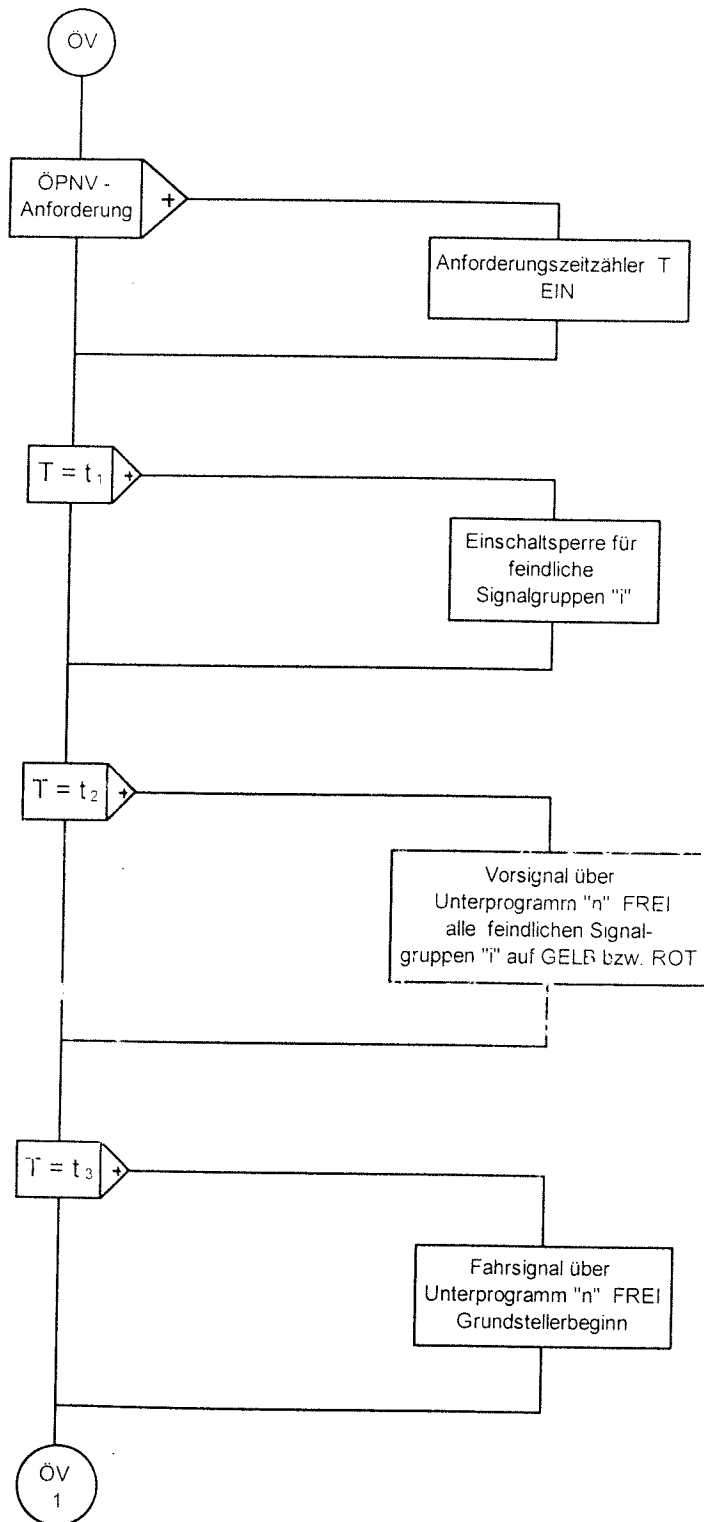 ÖV
ÖPNV -
Anforderung
+
Anforderungszeitzähler T
EIN
T = t₁
+
Einschaltsperre für
feindliche
Signalgruppen "i"
T = t₂
+
Vorsignal über
Unterprogramm "n" FREI
alle feindlichen Signal-
gruppen "i" auf GELB bzw. ROT
T = t₃
+
Fahrsignal über
Unterprogramm "n" FREI
Grundstellerbeginn
ÖV
1